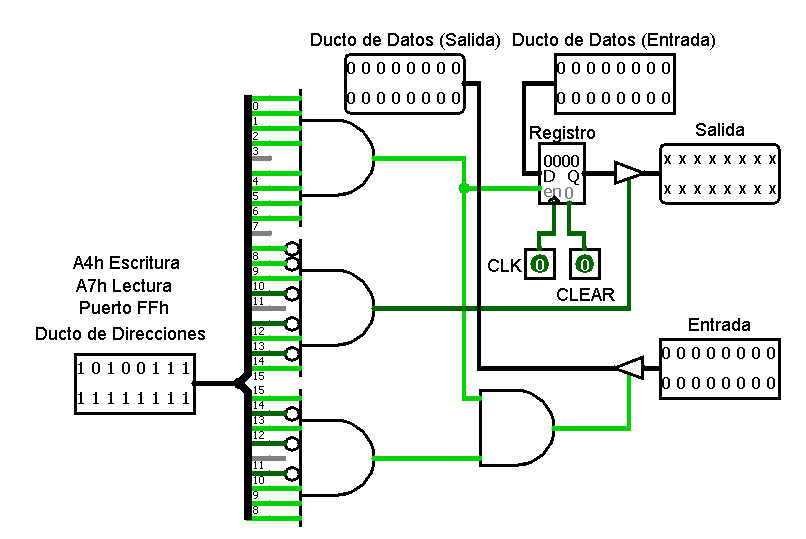 Ducto de Datos (Salida)
0 0 0 0 0 0 0 0
0 0 0 0 0 0 0 0
Ducto de Datos (Entrada)
0 0 0 0 0 0 0 0
0 0 0 0 0 0 0 0
Registro
0000
D Q
en 0
CLK
0
0
CLEAR
Salida
x x x x x x x x
x x x x x x x x
0
1
2
3
4
5
6
7
8
9
10
11
12
13
14
15
15
14
13
12
11
10
9
8
A4h Escritura
A7h Lectura
Puerto FFh
Ducto de Direcciones
1 0 1 0 0 1 1 1
1 1 1 1 1 1 1 1
Entrada
0 0 0 0 0 0 0 0
0 0 0 0 0 0 0 0